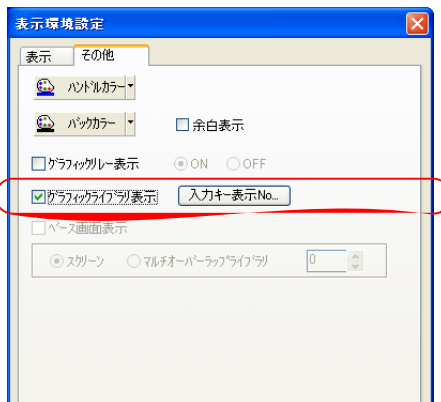 表示環境設定
表示 その他
ハンドルカラー
バックカラー 余白表示
グラフィックリレー表示 ON OFF
グラフィックライブラリ表示 入力キー表示No...
ベース画面表示
スクリーン マルチオーバーラップライブラリ 0